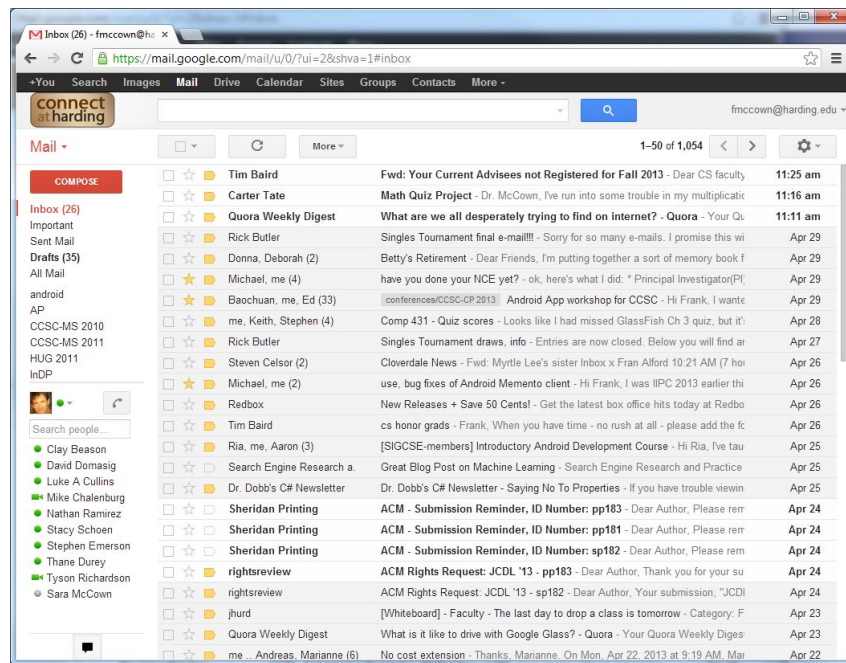 Inbox (26) - fmccown@ha
https://mail.google.com/mail/u/0/?ui=2&shva=1#inbox
+You Search Images Mail Drive Calendar Sites Groups Contacts More
connect
at harding
fmccown@harding.edu
Mail
More
1–50 of 1,054
COMPOSE
Inbox (26)
Important
Sent Mail
Drafts (35)
All Mail
android
AP
CCSC-MS 2010
CCSC-MS 2011
HUG 2011
InDP
Search people...
Clay Beason
David Domasig
Luke A Cullins
Mike Chalenburg
Nathan Ramirez
Stacy Schoen
Stephen Emerson
Thane Durey
Tyson Richardson
Sara McCown
Tim Baird Fwd: Your Current Advisees not Registered for Fall 2013 - Dear CS faculty 11:25 am
Carter Tate Math Quiz Project - Dr. McCown, I've run into some trouble in my multiplicatic 11:16 am
Quora Weekly Digest What are we all desperately trying to find on internet? - Quora - Your Qu 11:11 am
Rick Butler Singles Tournament final e-mail!!! - Sorry for so many e-mails. I promise this wi Apr 29
Donna, Deborah (2) Betty's Retirement - Dear Friends, I'm putting together a sort of memory book f Apr 29
Michael, me (4) have you done your NCE yet? - ok, here's what I did: * Principal Investigator(PI) Apr 29
Baochuan, me, Ed (33) conferences/CCSC-CP 2013 Android App workshop for CCSC - Hi Frank, I wante Apr 29
me, Keith, Stephen (4) Comp 431 - Quiz scores - Looks like I had missed GlassFish Ch 3 quiz, but it's Apr 28
Rick Butler Singles Tournament draws, info - Entries are now closed. Below you will find ar Apr 27
Steven Celsor (2) Cloverdale News - Fwd: Myrtle Lee's sister Inbox x Fran Alford 10:21 AM (7 hou Apr 26
Michael, me (2) use, bug fixes of Android Memento client - Hi Frank, I was IIPC 2013 earlier thi Apr 26
Redbox New Releases + Save 50 Cents! - Get the latest box office hits today at Redbo Apr 26
Tim Baird cs honor grads - Frank, When you have time - no rush at all - please add the fc Apr 26
Ria, me, Aaron (3) [SIGCSE-members] Introductory Android Development Course - Hi Ria, I've tau Apr 25
Search Engine Research a. Great Blog Post on Machine Learning - Search Engine Research and Practice Apr 25
Dr. Dobb's C# Newsletter Dr. Dobb's C# Newsletter - Saying No To Properties - If you have trouble viewin Apr 25
Sheridan Printing ACM - Submission Reminder, ID Number: pp183 - Dear Author, Please rem Apr 24
Sheridan Printing ACM - Submission Reminder, ID Number: pp181 - Dear Author, Please rem Apr 24
Sheridan Printing ACM - Submission Reminder, ID Number: sp182 - Dear Author, Please rem Apr 24
rightsreview ACM Rights Request: JCDL '13 - pp183 - Dear Author, Thank you for your su Apr 24
rightsreview ACM Rights Request: JCDL '13 - sp182 - Dear Author, Your submission, "JCDI Apr 24
jhurd [Whiteboard] - Faculty - The last day to drop a class is tomorrow - Category: F Apr 23
Quora Weekly Digest What is it like to drive with Google Glass? - Quora - Your Quora Weekly Diges Apr 23
me .. Andreas, Marianne (6) No cost extension - Thanks, Marianne. On Mon, Apr 22, 2013 at 9:19 AM, Mar Apr 22